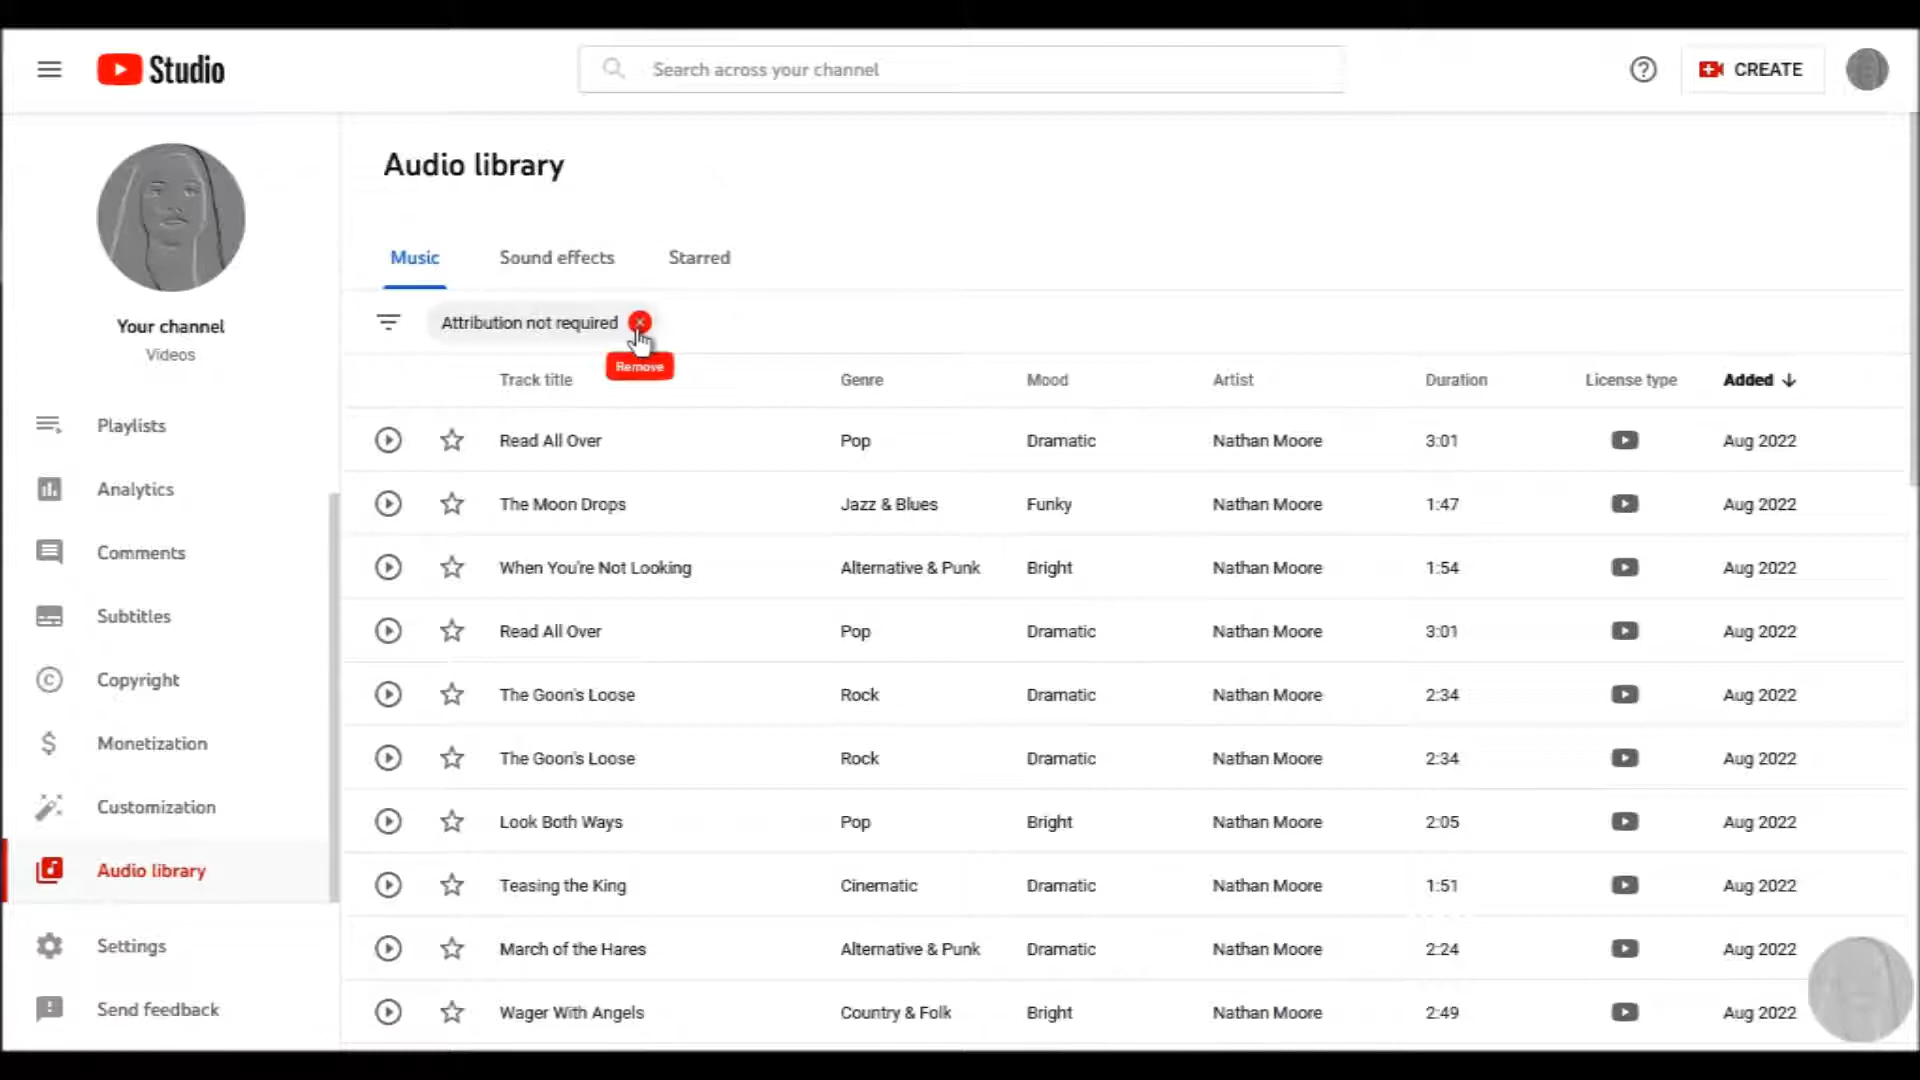 Studio
Search across your channel
CREATE
Your channel
Videos
Playlists
Analytics
Comments
Subtitles
Copyright
Monetization
Customization
Audio library
Settings
Send feedback
Audio library
Music Sound effects Starred
Attribution not required
Remove
Track title Genre Mood Artist Duration License type Added
Read All Over Pop Dramatic Nathan Moore 3:01 Aug 2022
The Moon Drops Jazz & Blues Funky Nathan Moore 1:47 Aug 2022
When You're Not Looking Alternative & Punk Bright Nathan Moore 1:54 Aug 2022
Read All Over Pop Dramatic Nathan Moore 3:01 Aug 2022
The Goon's Loose Rock Dramatic Nathan Moore 2:34 Aug 2022
The Goon's Loose Rock Dramatic Nathan Moore 2:34 Aug 2022
Look Both Ways Pop Bright Nathan Moore 2:05 Aug 2022
Teasing the King Cinematic Dramatic Nathan Moore 1:51 Aug 2022
March of the Hares Alternative & Punk Dramatic Nathan Moore 2:24 Aug 2022
Wager With Angels Country & Folk Bright Nathan Moore 2:49 Aug 2022